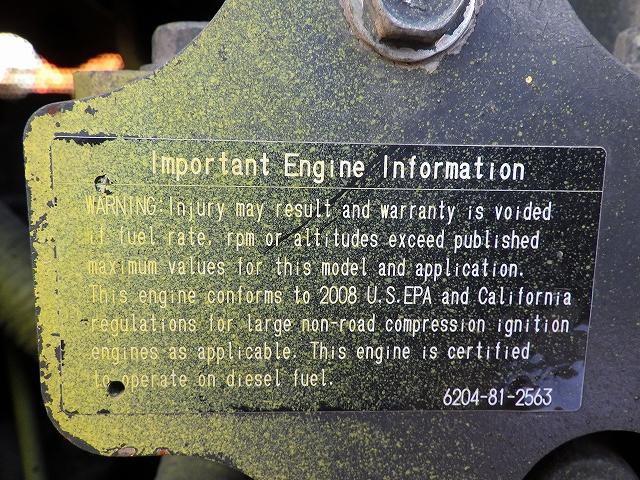 Important Engine Information
WARNING:Injury may result and warranty is voided
if fuel rate, rpm or altitudes exceed published
maximum values for this model and application.
This engine conforms to 2008 U.S.EPA and California
regulations for large non-road compression ignition
engines as applicable. This engine is certified
to operate on diesel fuel.
6204-81-2563